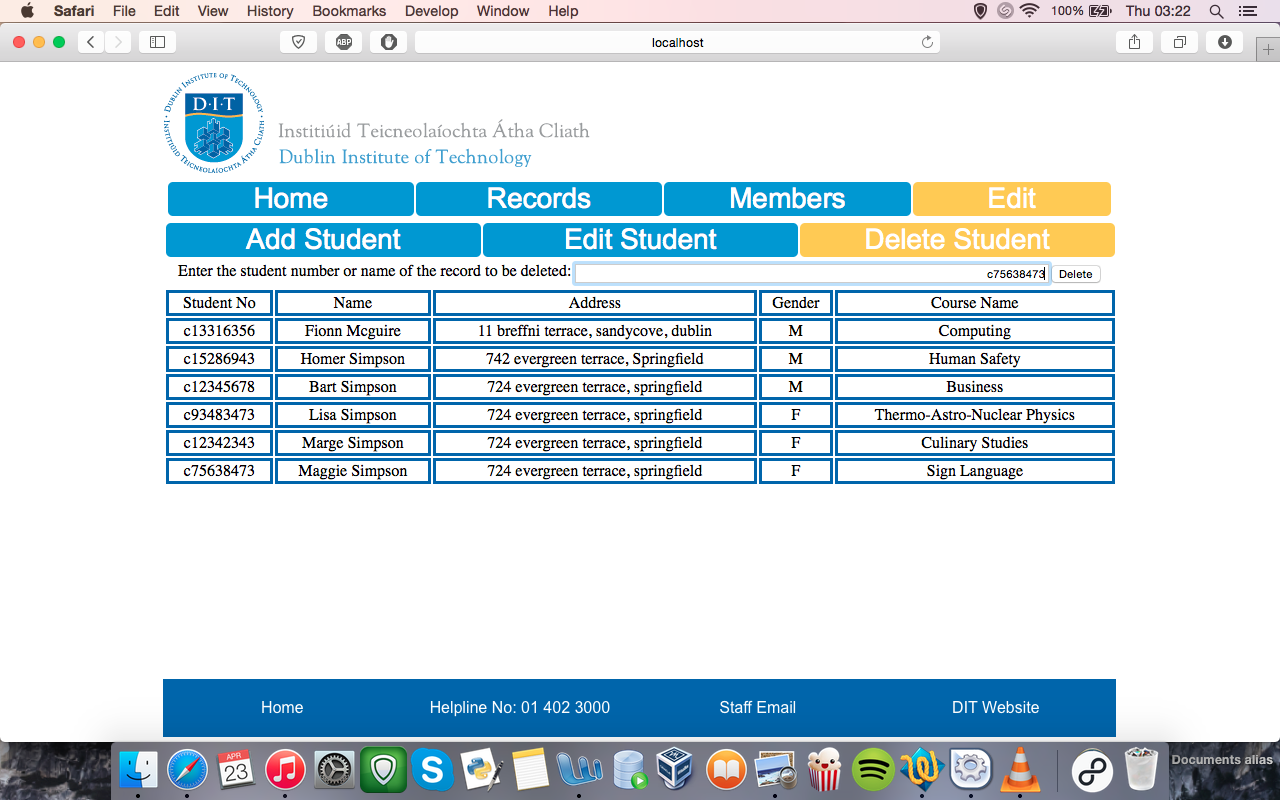 Safari File Edit View History Bookmarks Develop Window Help 100% Thu 03:22
ABP localhost
DUBLIN INSTITUTE OF TECHNOLOGY
D·I·T
INSTITIÚID TEICNEOLAÍOCHTA ÁTHA CLIATH
Institiúid Teicneolaíochta Átha Cliath
Dublin Institute of Technology
Home Records Members Edit
Add Student Edit Student Delete Student
Enter the student number or name of the record to be deleted: c75638473 Delete
Student No Name Address Gender Course Name
c13316356 Fionn Mcguire 11 breffni terrace, sandycove, dublin M Computing
c15286943 Homer Simpson 742 evergreen terrace, Springfield M Human Safety
c12345678 Bart Simpson 724 evergreen terrace, springfield M Business
c93483473 Lisa Simpson 724 evergreen terrace, springfield F Thermo-Astro-Nuclear Physics
c12342343 Marge Simpson 724 evergreen terrace, springfield F Culinary Studies
c75638473 Maggie Simpson 724 evergreen terrace, springfield F Sign Language
Home Helpline No: 01 402 3000 Staff Email DIT Website
APR
23
Documents alias